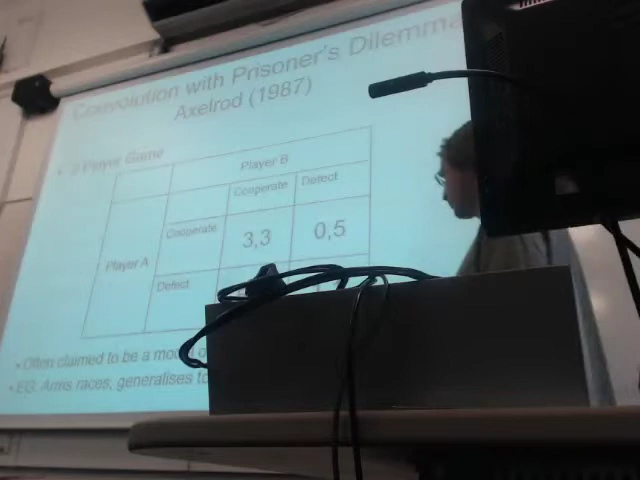 Convolution with Prisoner's Dilemma
Axelrod (1987)
• 2 Player Game
Player B
Cooperate Defect
Player A
Cooperate 3,3 0,5
Defect
•Often claimed to be a
•EG. Arms races, generalises to